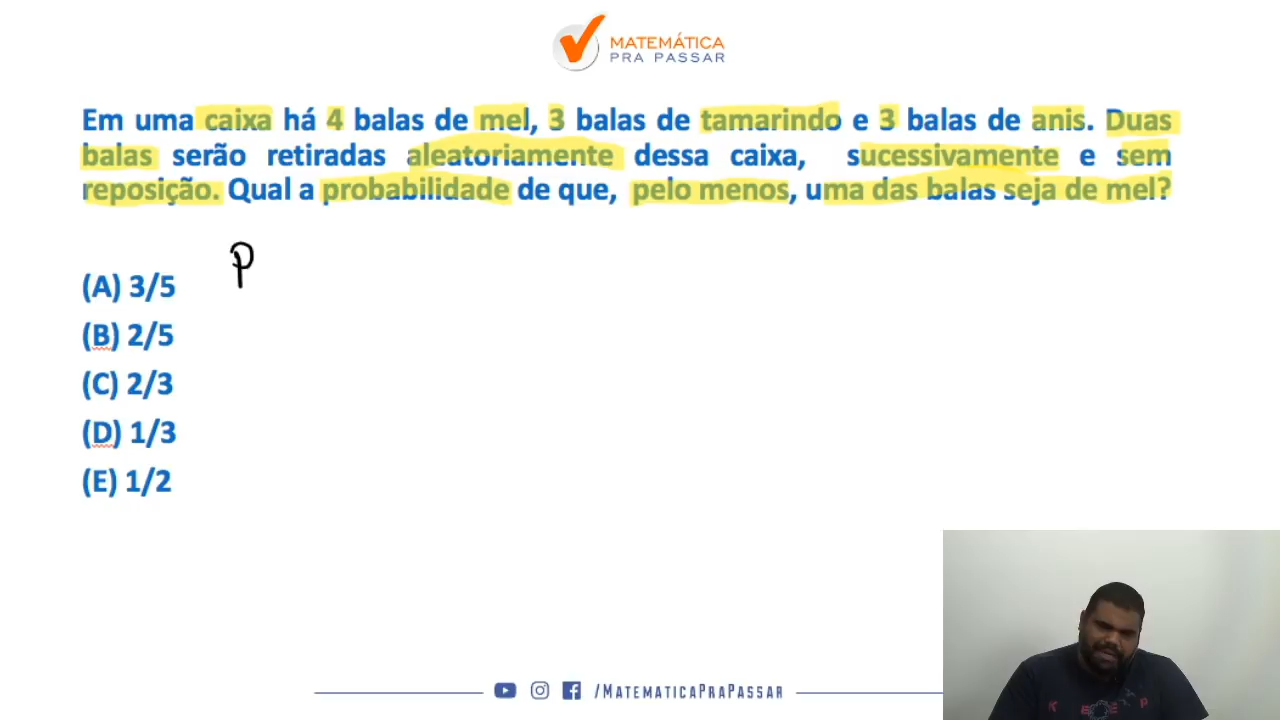 MATEMÁTICA
PRA PASSAR
Em uma caixa há 4 balas de mel, 3 balas de tamarindo e 3 balas de anis. Duas
balas serão retiradas aleatoriamente dessa caixa, sucessivamente e sem
reposição. Qual a probabilidade de que, pelo menos, uma das balas seja de mel?
P
(A) 3/5
(B) 2/5
(C) 2/3
(D) 1/3
(E) 1/2
K E E P
/MATEMATICAPRAPASSAR